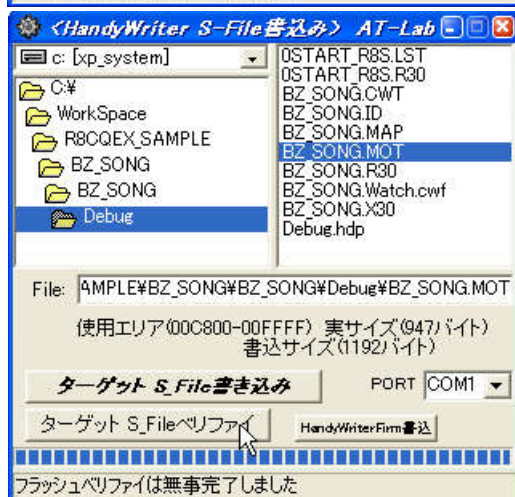 <HandyWriter S-File書込み> AT-Lab
c: [xp_system]
C:¥
WorkSpace
R8CQEX_SAMPLE
BZ_SONG
BZ_SONG
Debug
0START_R8S.LST
0START_R8S.R30
BZ_SONG.CWT
BZ_SONG.ID
BZ_SONG.MAP
BZ_SONG.MOT
BZ_SONG.R30
BZ_SONG.Watch.cwf
BZ_SONG.X30
Debug.hdp
File: AMPLE¥BZ_SONG¥BZ_SONG¥Debug¥BZ_SONG.MOT
使用エリア(00C800-00FFFF) 実サイズ(947バイト)
書込サイズ(1192バイト)
ターゲット S_File書き込み
PORT COM1
ターゲット S_Fileベリファイ
HandyWriterFirm書込
フラッシュベリファイは無事完了しました